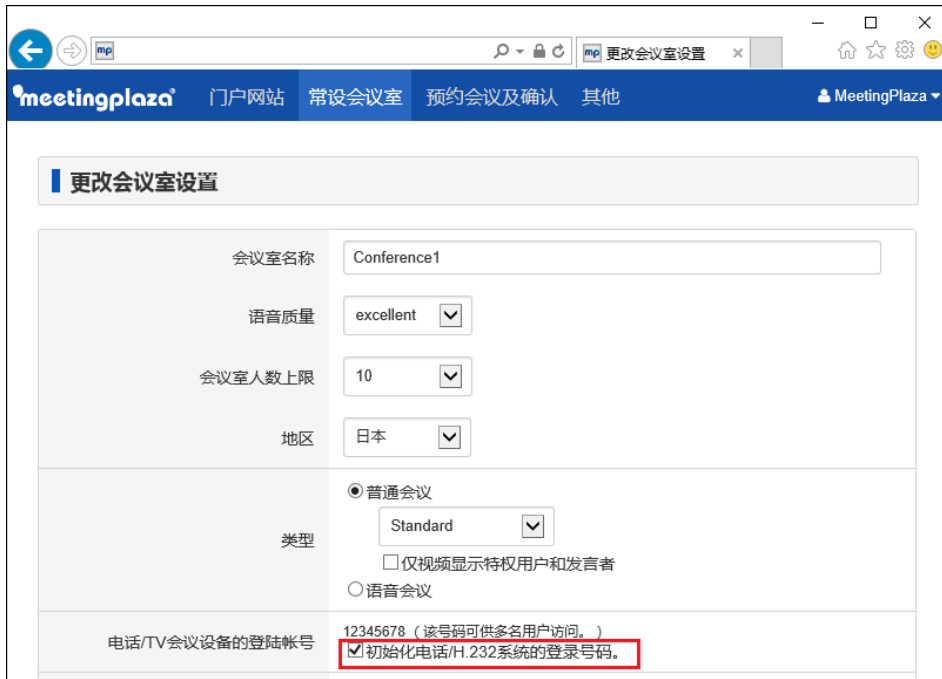 mp
mp 更改会议室设置
meetingplaza 门户网站 常设会议室 预约会议及确认 其他 MeetingPlaza
更改会议室设置
会议室名称 Conference1
语音质量 excellent
会议室人数上限 10
地区 日本
普通会议
Standard
类型
仅视频显示特权用户和发言者
语音会议
12345678 （该号码可供多名用户访问。）
电话/TV会议设备的登陆帐号
初始化电话/H.232系统的登录号码。